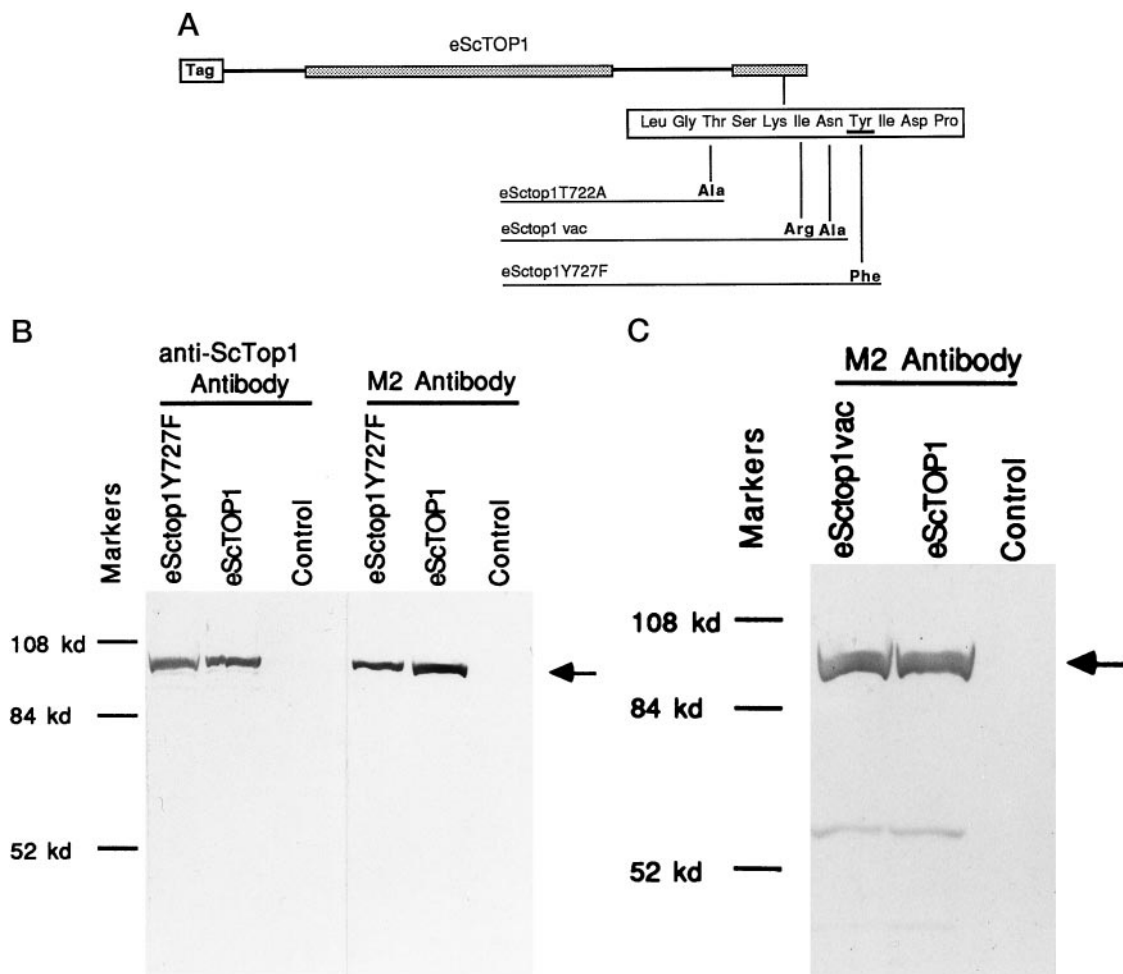 A
eScTOP1
Tag
Leu Gly Thr Ser Lys Ile Asn Tyr Ile Asp Pro
eSctop1T722A
Ala
eSctop1 vac
Arg Ala
eSctop1Y727F
Phe
B
anti-ScTop1
Antibody
M2 Antibody
Markers
eSctop1Y727F
eScTOP1
Control
eSctop1Y727F
eScTOP1
Control
108 kd
84 kd
52 kd
C
M2 Antibody
Markers
eSctop1vac
eScTOP1
Control
108 kd
84 kd
52 kd